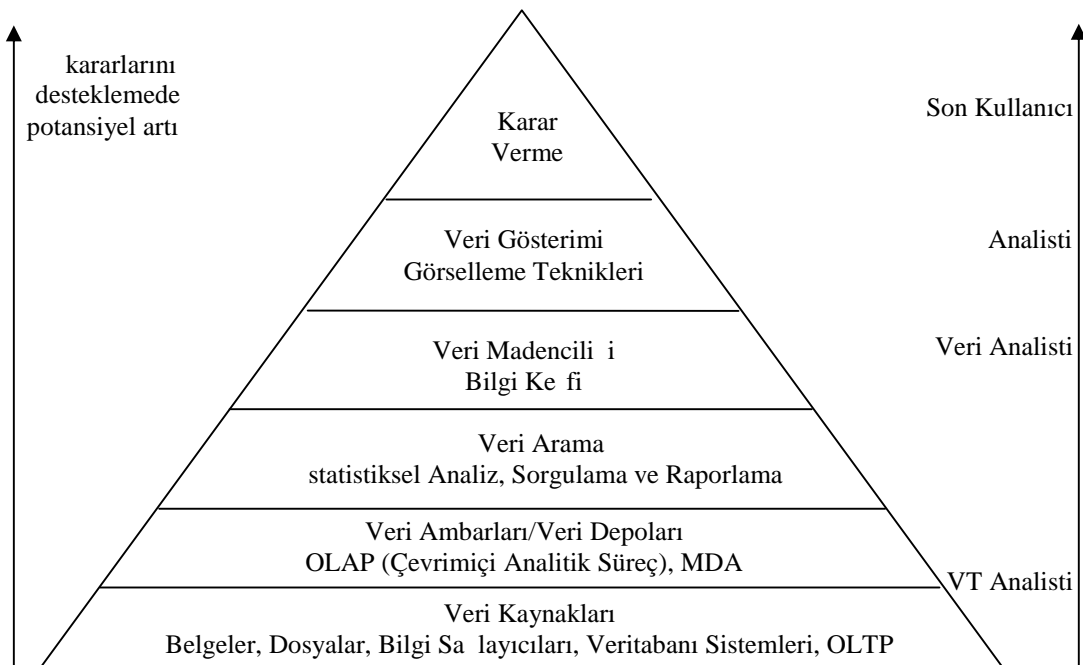 kararlarını
desteklemede
potansiyel artı
Karar
Verme
Son Kullanıcı
Veri Gösterimi
Görselleme Teknikleri
Analisti
Veri Madencili i
Bilgi Ke fi
Veri Analisti
Veri Arama
statistiksel Analiz, Sorgulama ve Raporlama
Veri Ambarları/Veri Depoları
OLAP (Çevrimiçi Analitik Süreç), MDA
VT Analisti
Veri Kaynakları
Belgeler, Dosyalar, Bilgi Sa layıcıları, Veritabanı Sistemleri, OLTP